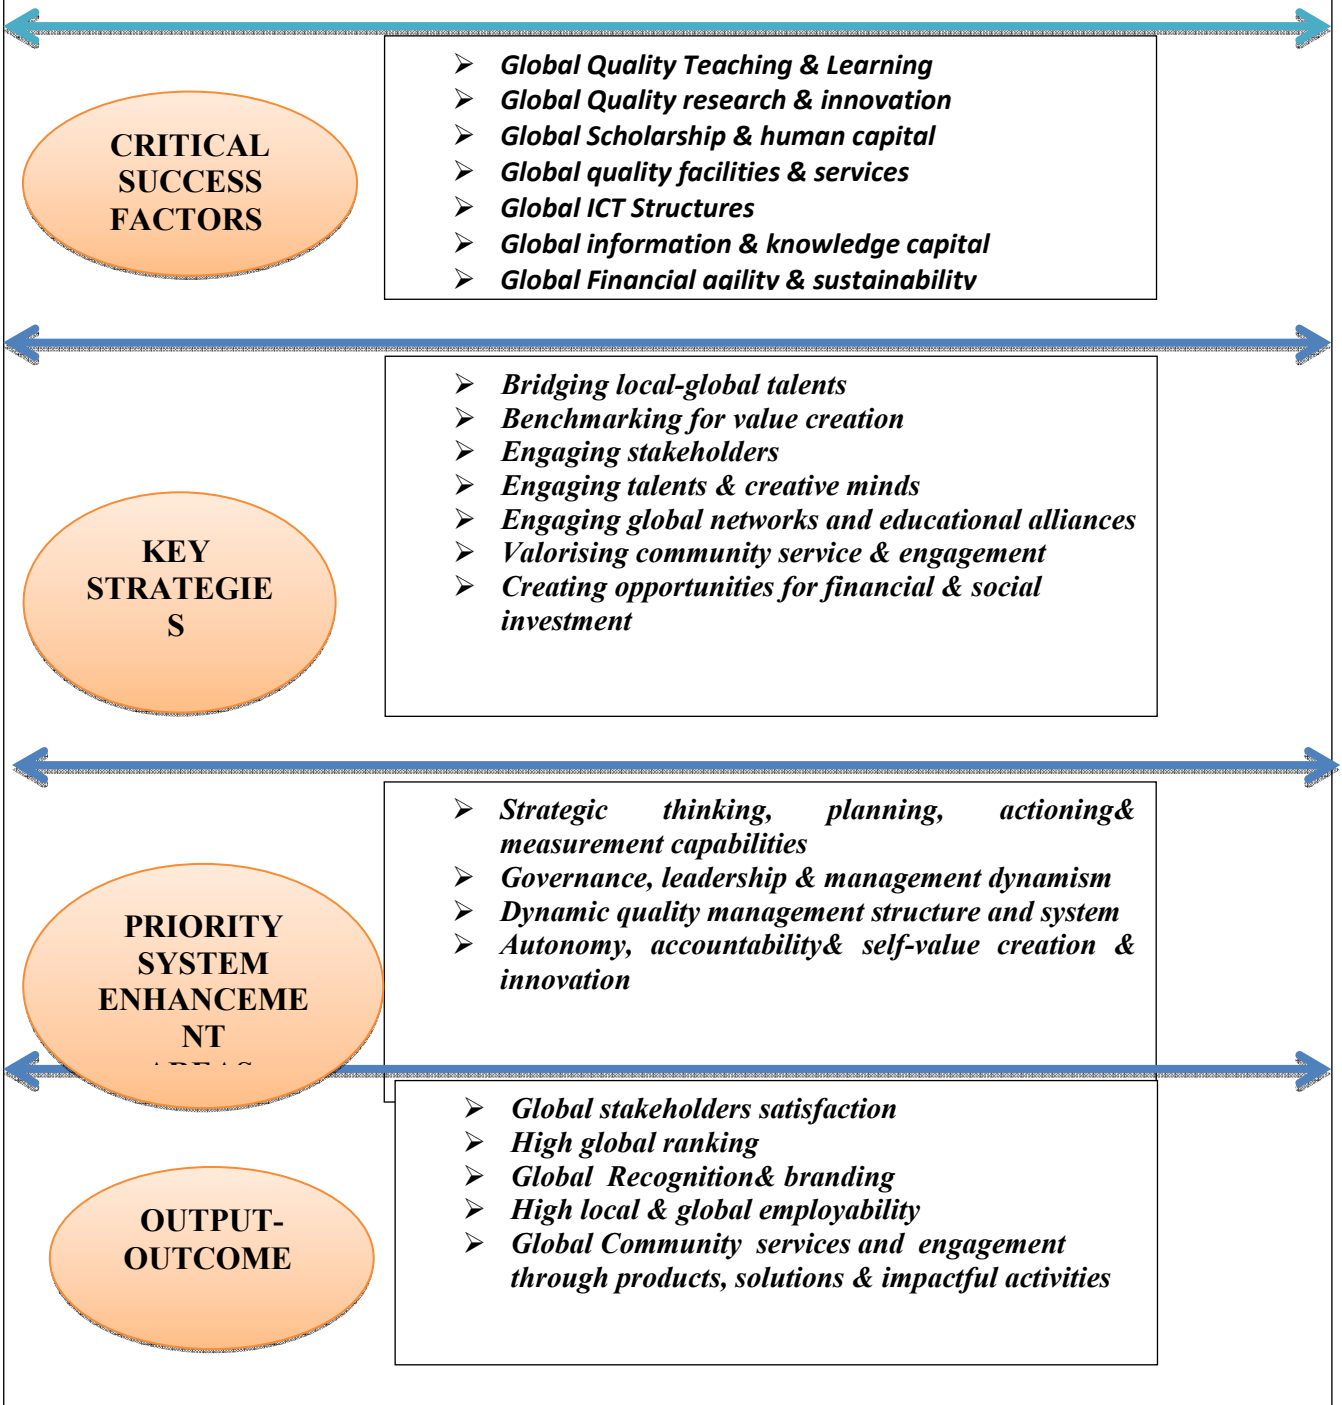 CRITICAL
SUCCESS
FACTORS
➢ Global Quality Teaching & Learning
➢ Global Quality research & innovation
➢ Global Scholarship & human capital
➢ Global quality facilities & services
➢ Global ICT Structures
➢ Global information & knowledge capital
➢ Global Financial agility & sustainability
KEY
STRATEGIE
S
➢ Bridging local-global talents
➢ Benchmarking for value creation
➢ Engaging stakeholders
➢ Engaging talents & creative minds
➢ Engaging global networks and educational alliances
➢ Valorising community service & engagement
➢ Creating opportunities for financial & social
investment
PRIORITY
SYSTEM
ENHANCEME
NT
AREAS
➢ Strategic thinking, planning, actioning&
measurement capabilities
➢ Governance, leadership & management dynamism
➢ Dynamic quality management structure and system
➢ Autonomy, accountability& self-value creation &
innovation
OUTPUT-
OUTCOME
➢ Global stakeholders satisfaction
➢ High global ranking
➢ Global Recognition& branding
➢ High local & global employability
➢ Global Community services and engagement
through products, solutions & impactful activities